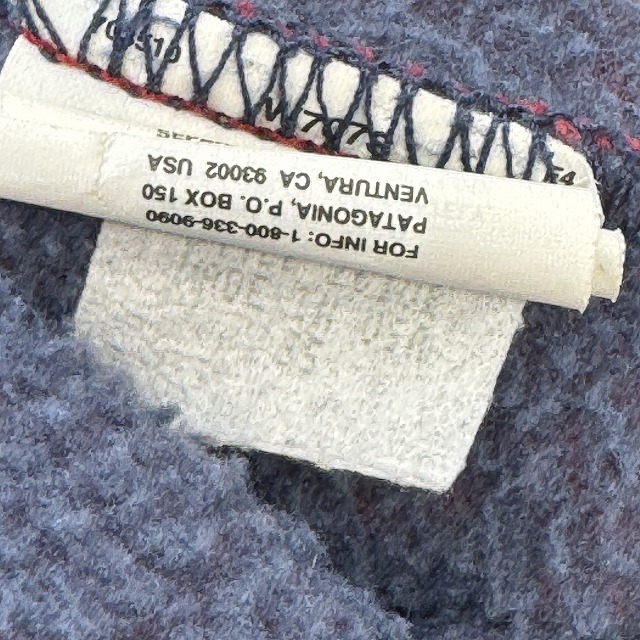 FOR INFO: 1-800-336-9090
PATAGONIA, P.O. BOX 150
VENTURA, CA 93002 USA